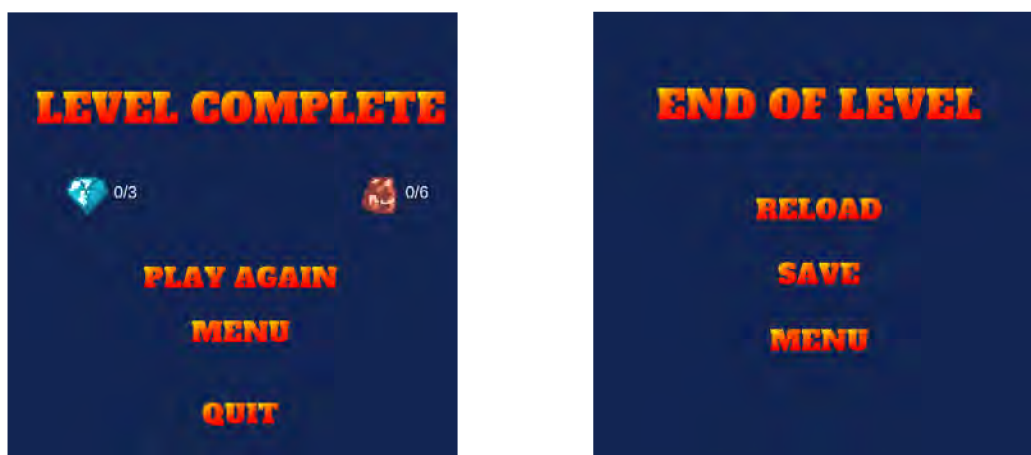 LEVEL COMPLETE
0/3 0/6
PLAY AGAIN
MENU
QUIT
END OF LEVEL
RELOAD
SAVE
MENU